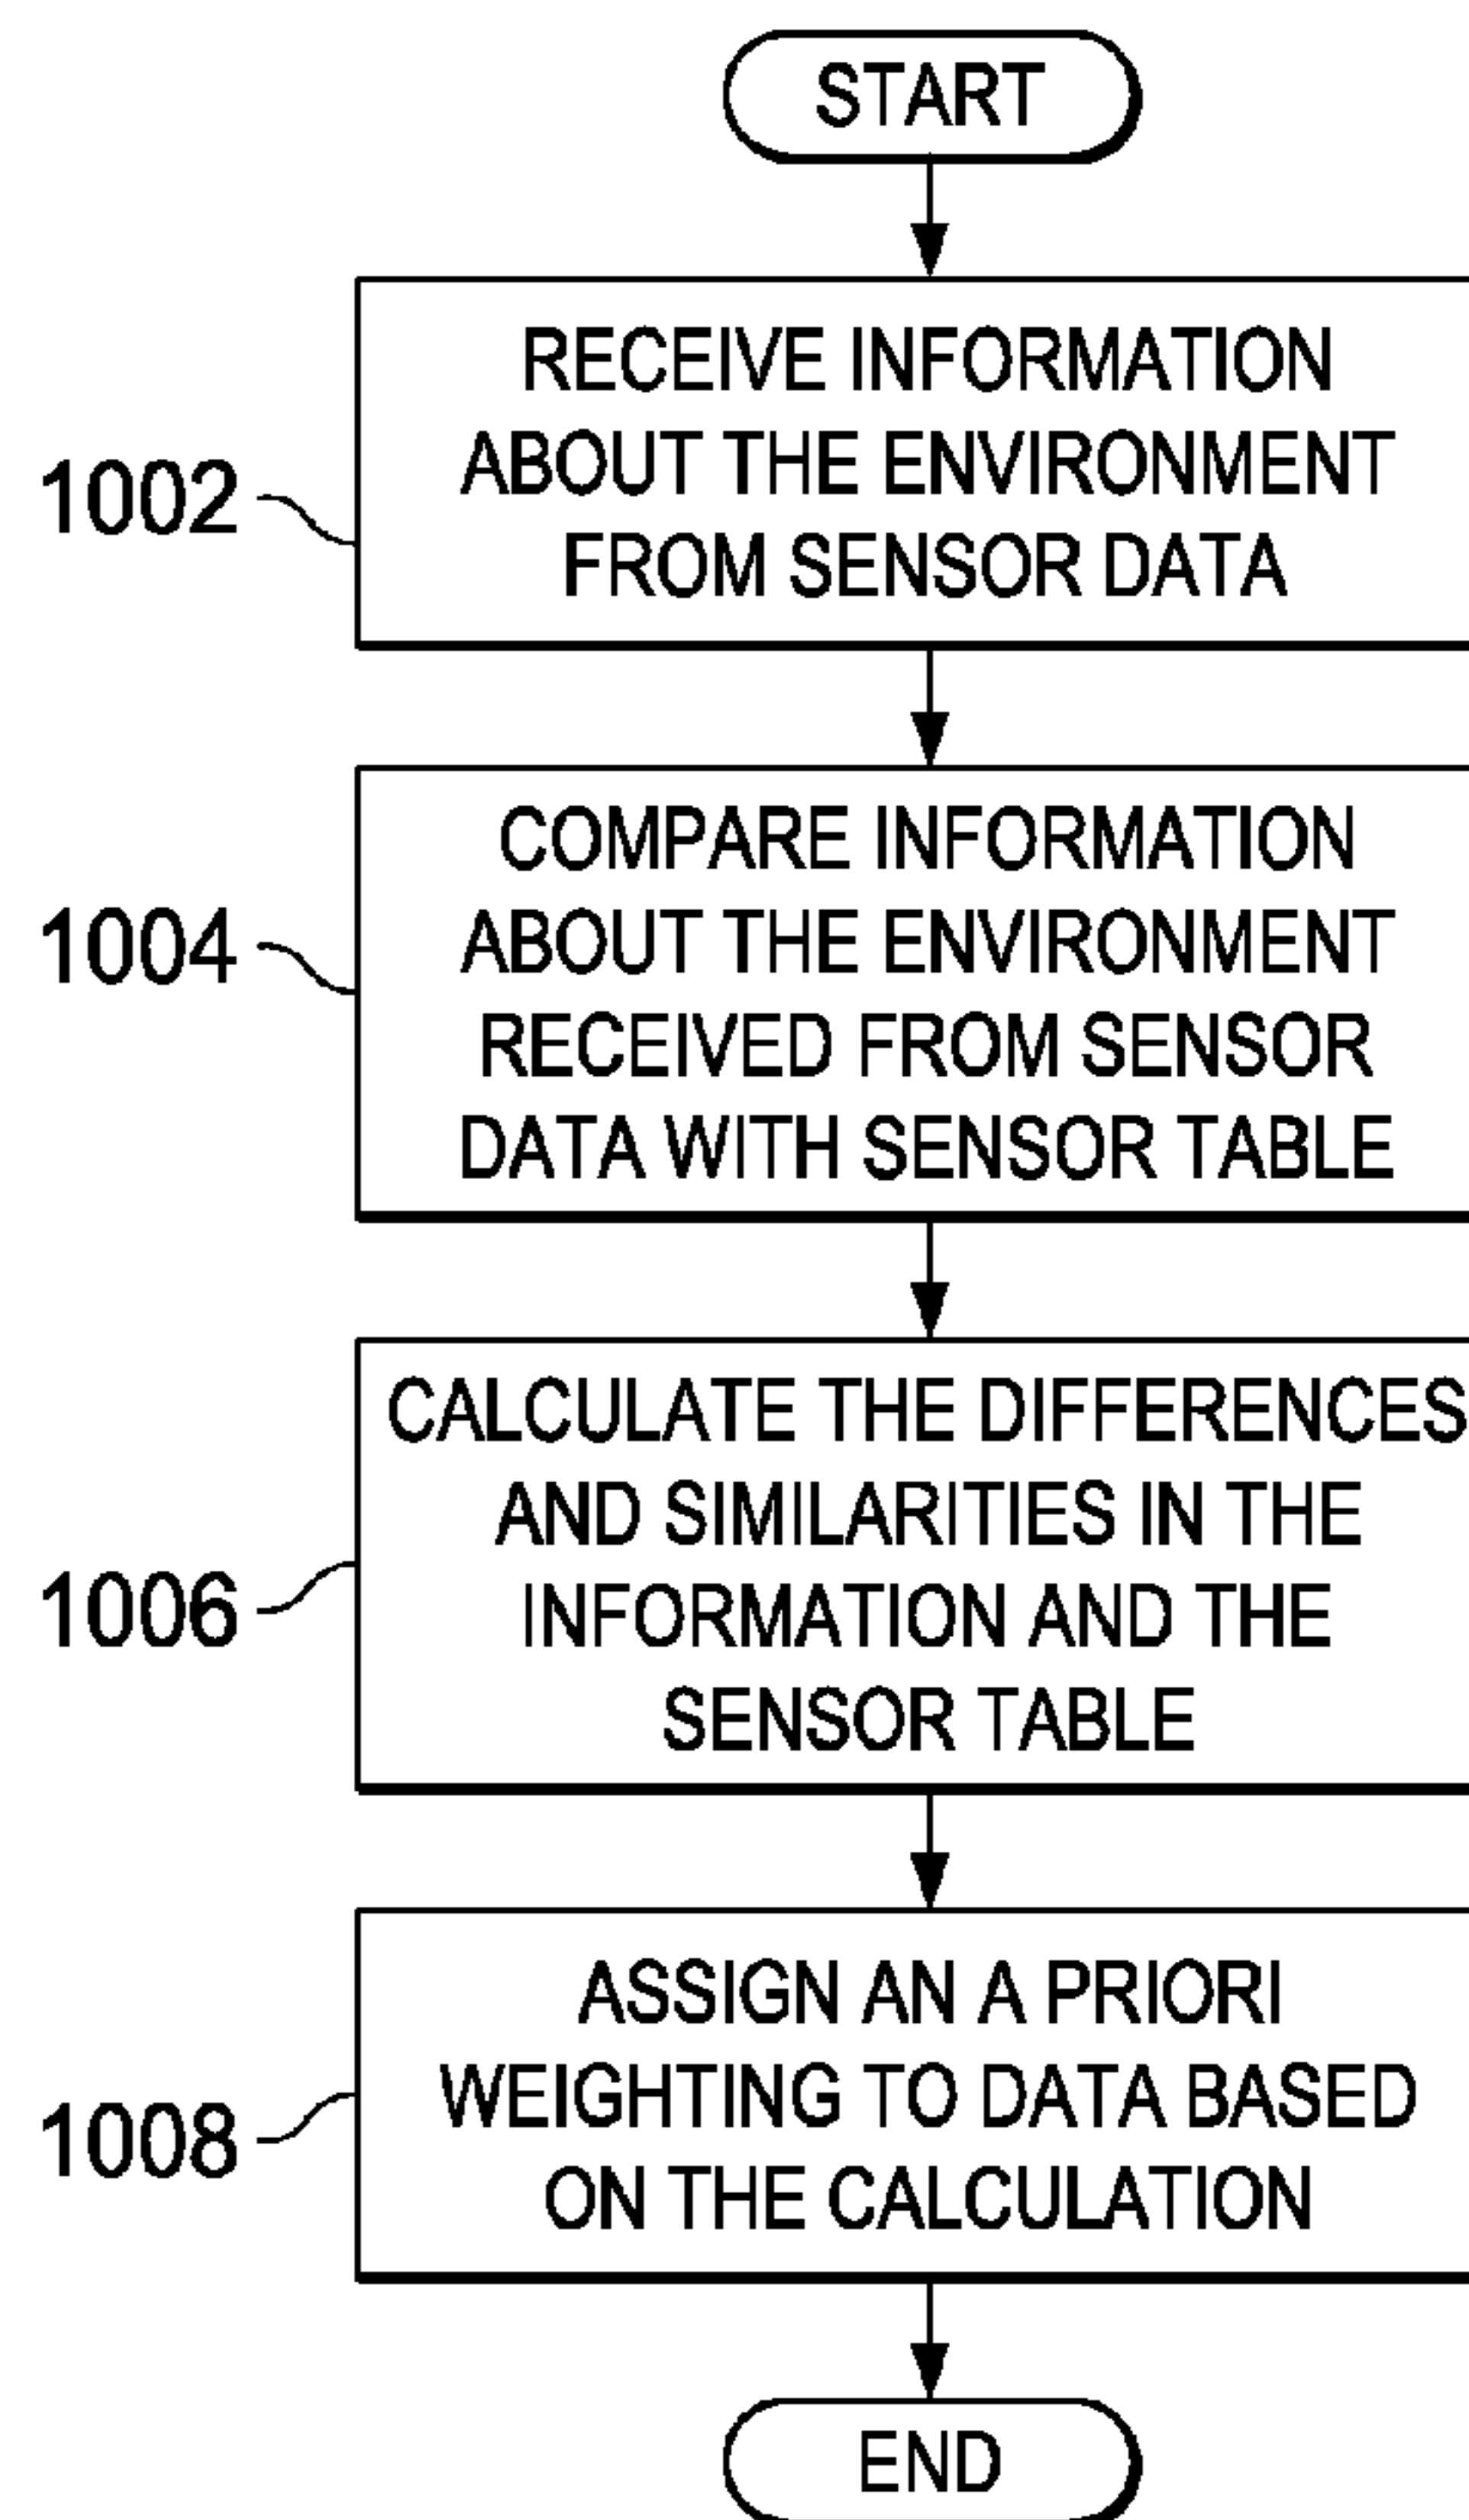 START
RECEIVE INFORMATION
ABOUT THE ENVIRONMENT
FROM SENSOR DATA
1002
COMPARE INFORMATION
ABOUT THE ENVIRONMENT
RECEIVED FROM SENSOR
DATA WITH SENSOR TABLE
1004
CALCULATE THE DIFFERENCES
AND SIMILARITIES IN THE
INFORMATION AND THE
SENSOR TABLE
1006
ASSIGN AN A PRIORI
WEIGHTING TO DATA BASED
ON THE CALCULATION
1008
END